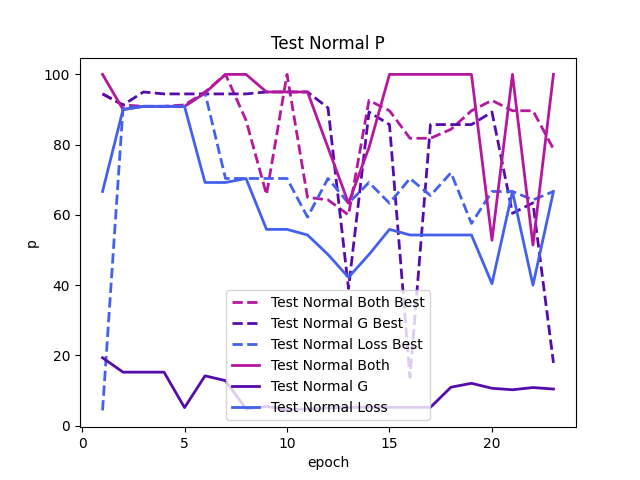 Test Normal P
100
80
60
40
20
0
p
0 5 10 15 20
epoch
Test Normal Both Best
Test Normal G Best
Test Normal Loss Best
Test Normal Both
Test Normal G
Test Normal Loss